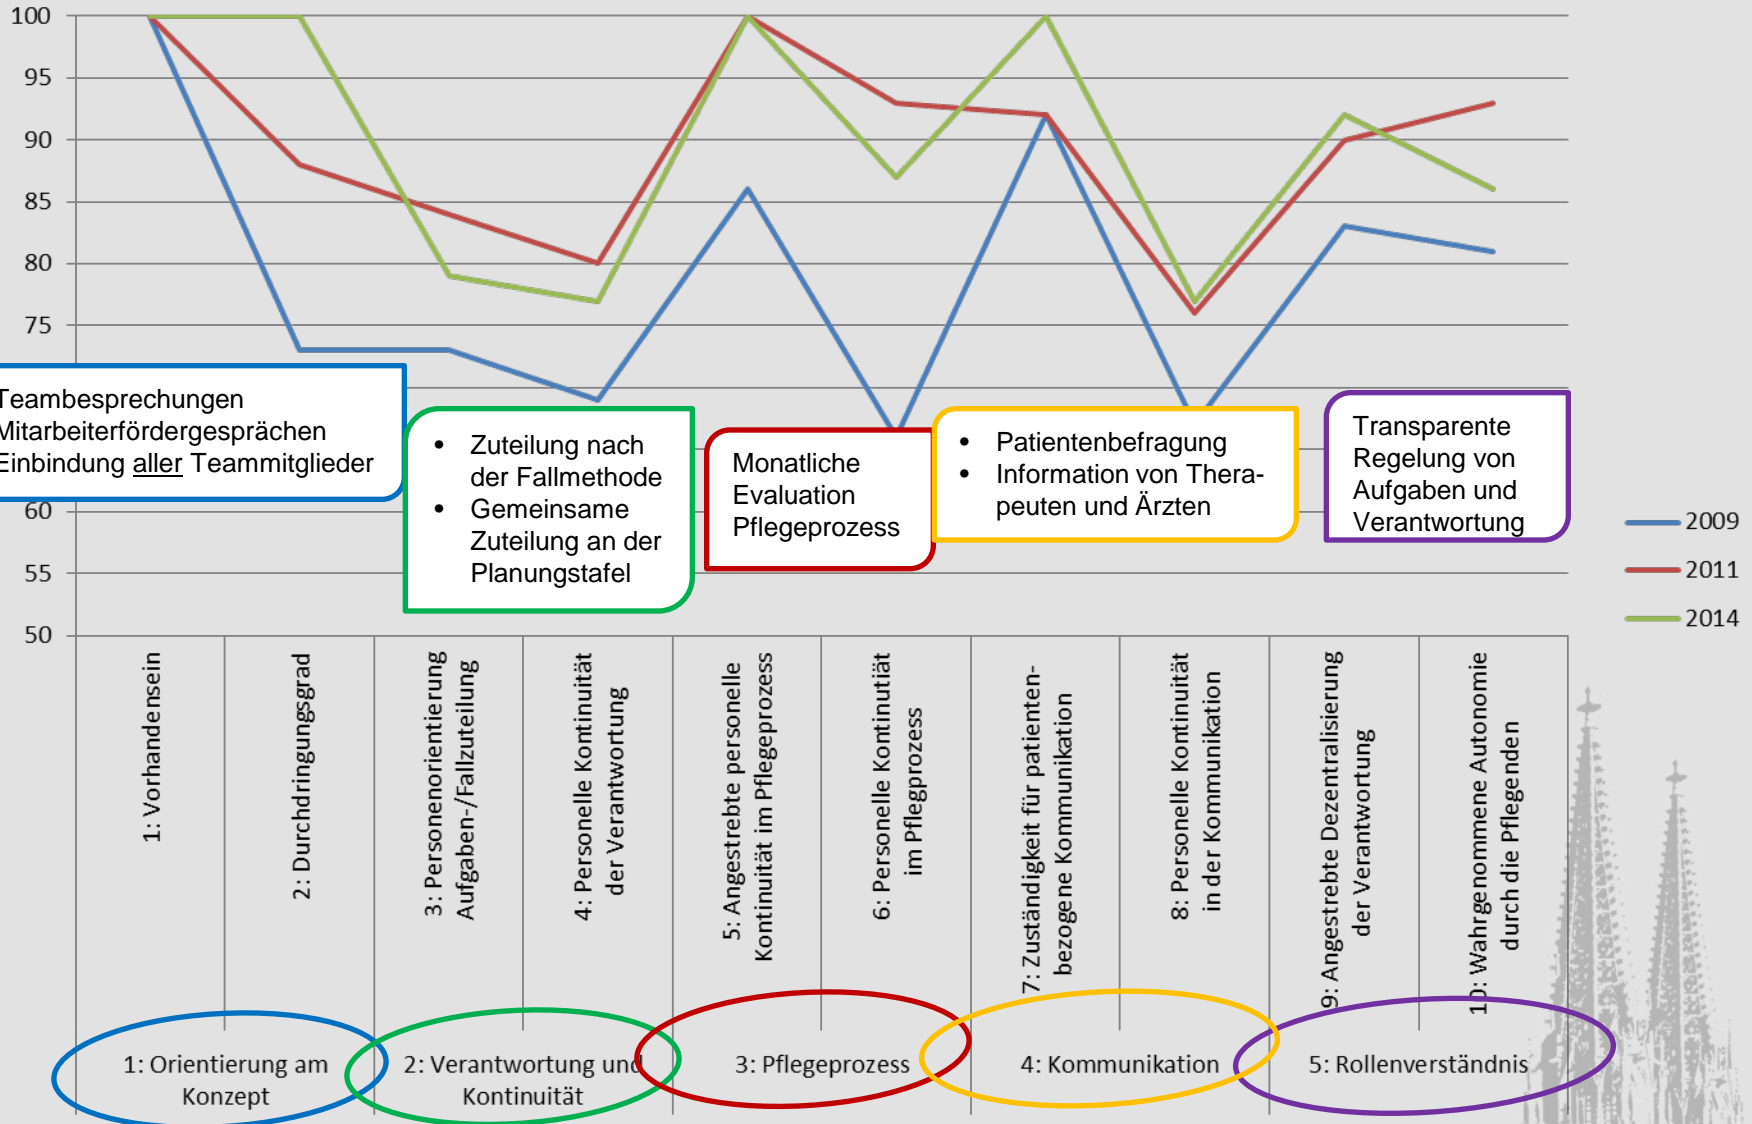 100
95
90
85
80
75
60
55
50
Teambesprechungen
Mitarbeiterfördergesprächen
Einbindung aller Teammitglieder
• Zuteilung nach
der Fallmethode
• Gemeinsame
Zuteilung an der
Planungstafel
Monatliche
Evaluation
Pflegeprozess
• Patientenbefragung
• Information von Thera-
peuten und Ärzten
Transparente
Regelung von
Aufgaben und
Verantwortung
2009
2011
2014
1: Vorhandensein
2: Durchdringungsgrad
3: Personenorientierung
Aufgaben-/Fallzuteilung
4: Personelle Kontinuität
der Verantwortung
5: Angestrebte personelle
Kontinuität im Pflegeprozess
6: Personelle Kontinutiät
im Pflegprozess
7: Zuständigkeit für patienten-
bezogene Kommunikation
8: Personelle Kontinuität
in der Kommunikation
9: Angestrebte Dezentralisierung
der Verantwortung
10: Wahrgenommene Autonomie
durch die Pflegenden
1: Orientierung am
Konzept
2: Verantwortung und
Kontinuität
3: Pflegeprozess
4: Kommunikation
5: Rollenverständnis